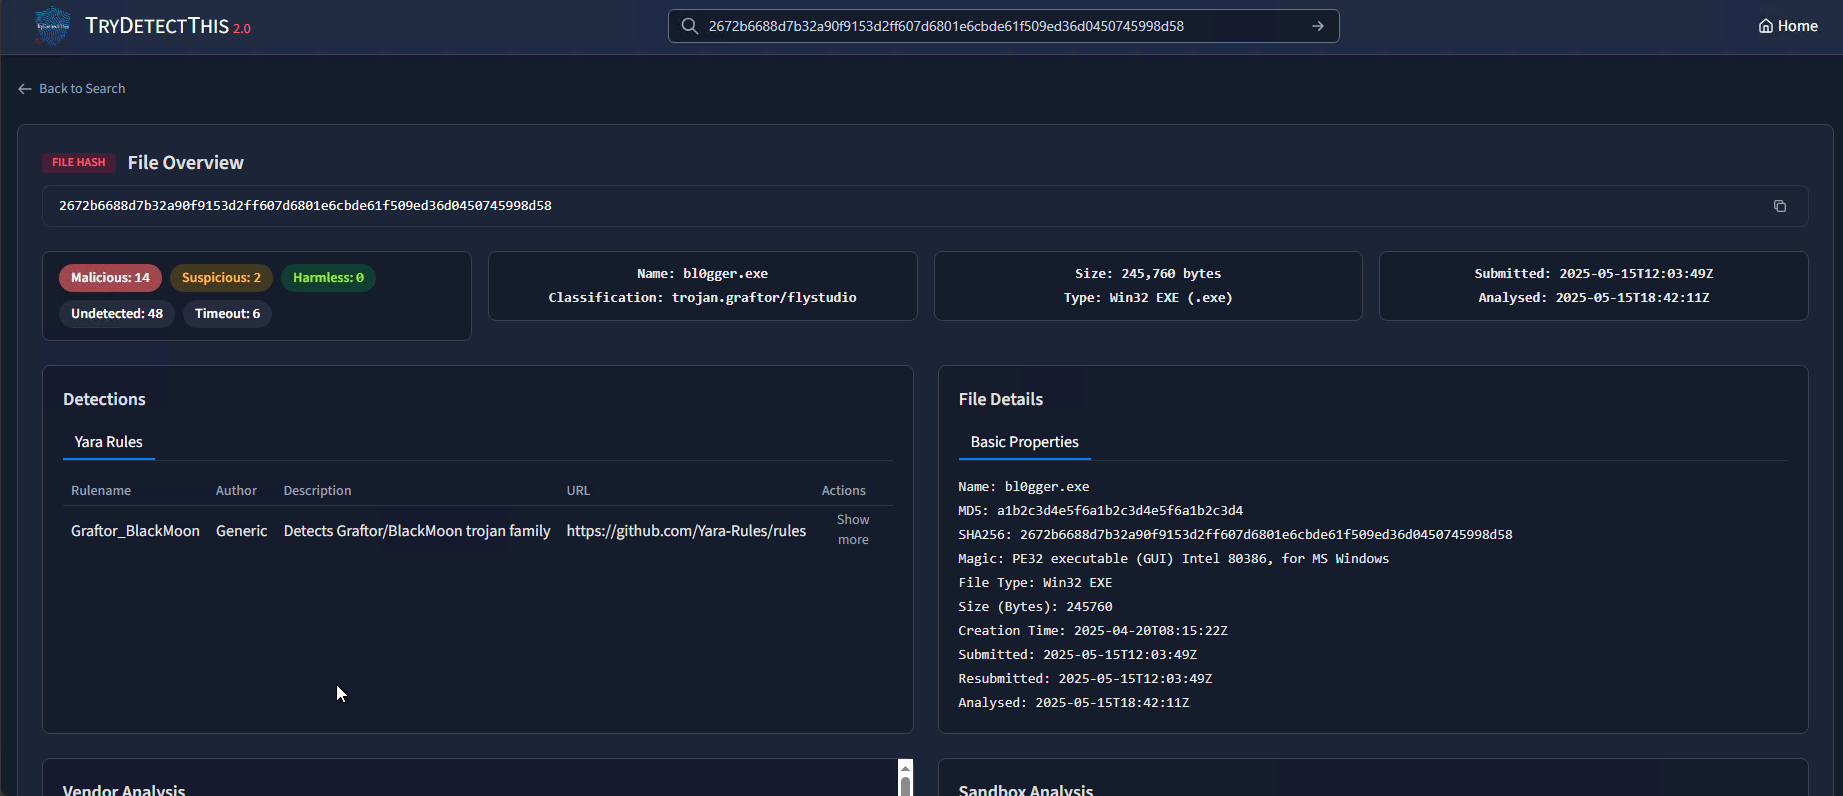 TRYDETECTTHIS 2.0
2672b6688d7b32a90f9153d2ff607d6801e6cbde61f509ed36d0450745998d58
Home
Back to Search
FILE HASH File Overview
2672b6688d7b32a90f9153d2ff607d6801e6cbde61f509ed36d0450745998d58
Malicious: 14 Suspicious: 2 Harmless: 0
Undetected: 48 Timeout: 6
Name: bl0gger.exe
Classification: trojan.graftor/flystudio
Size: 245,760 bytes
Type: Win32 EXE (.exe)
Submitted: 2025-05-15T12:03:49Z
Analysed: 2025-05-15T18:42:11Z
Detections
Yara Rules
Rulename Author Description URL Actions
Graftor_BlackMoon Generic Detects Graftor/BlackMoon trojan family https://github.com/Yara-Rules/rules Show
more
File Details
Basic Properties
Name: bl0gger.exe
MD5: a1b2c3d4e5f6a1b2c3d4e5f6a1b2c3d4
SHA256: 2672b6688d7b32a90f9153d2ff607d6801e6cbde61f509ed36d0450745998d58
Magic: PE32 executable (GUI) Intel 80386, for MS Windows
File Type: Win32 EXE
Size (Bytes): 245760
Creation Time: 2025-04-20T08:15:22Z
Submitted: 2025-05-15T12:03:49Z
Resubmitted: 2025-05-15T12:03:49Z
Analysed: 2025-05-15T18:42:11Z
Vendor Analysis
Sandbox Analysis